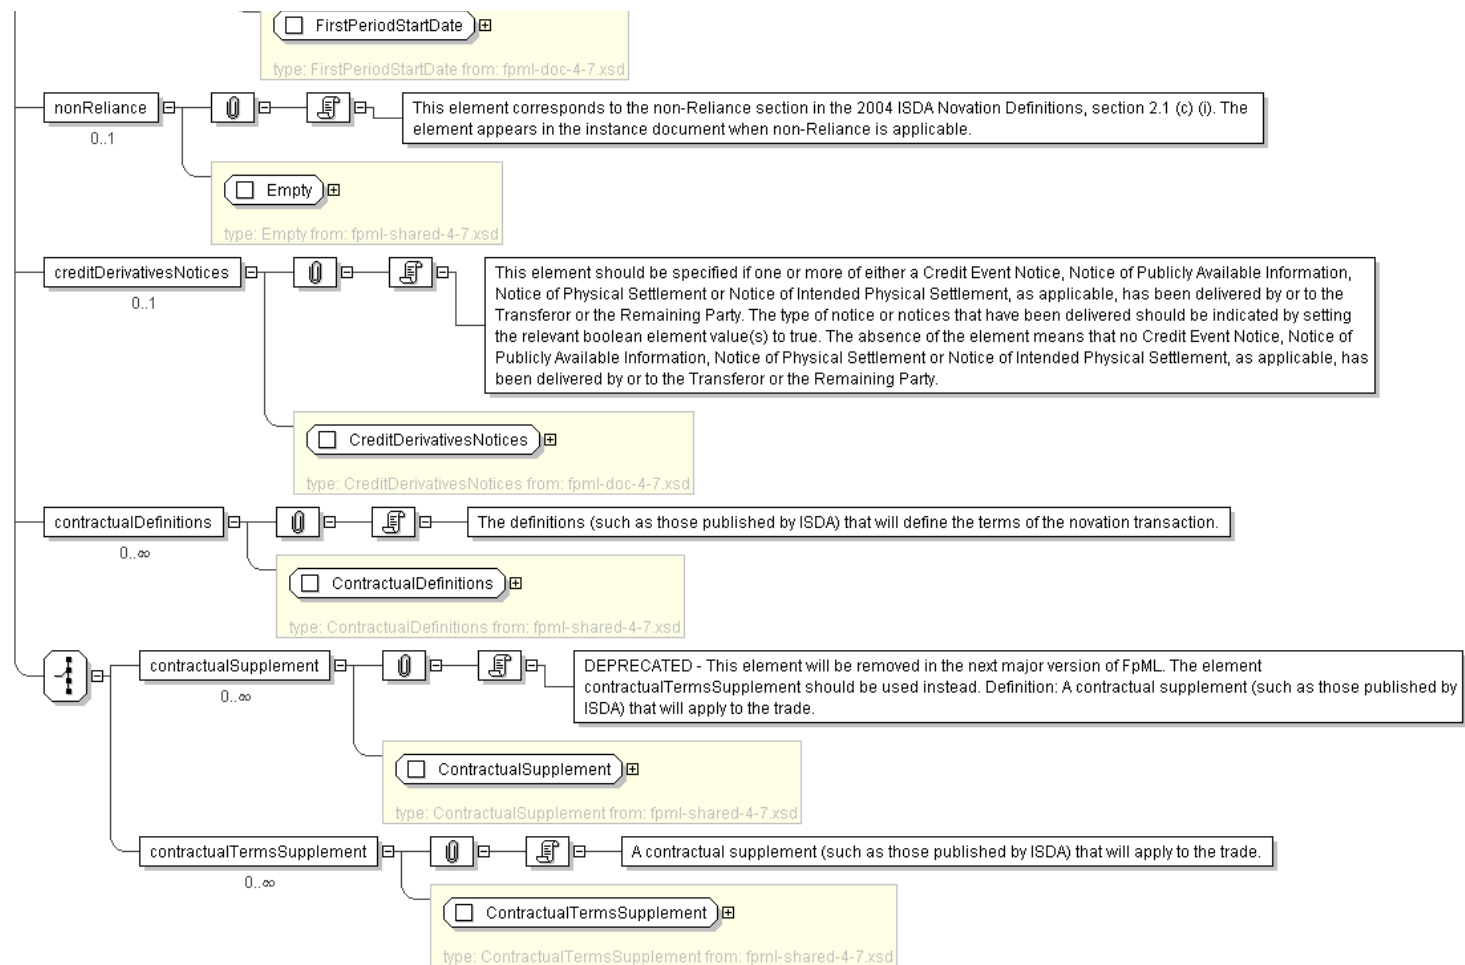 FirstPeriodStartDate
type: FirstPeriodStartDate from: fpml-doc-4-7.xsd
nonReliance
0..1
This element corresponds to the non-Reliance section in the 2004 ISDA Novation Definitions, section 2.1 (c) (i). The
element appears in the instance document when non-Reliance is applicable.
Empty
type: Empty from: fpml-shared-4-7.xsd
creditDerivativesNotices
0..1
This element should be specified if one or more of either a Credit Event Notice, Notice of Publicly Available Information,
Notice of Physical Settlement or Notice of Intended Physical Settlement, as applicable, has been delivered by or to the
Transferor or the Remaining Party. The type of notice or notices that have been delivered should be indicated by setting
the relevant boolean element value(s) to true. The absence of the element means that no Credit Event Notice, Notice of
Publicly Available Information, Notice of Physical Settlement or Notice of Intended Physical Settlement, as applicable, has
been delivered by or to the Transferor or the Remaining Party.
CreditDerivativesNotices
type: CreditDerivativesNotices from: fpml-doc-4-7.xsd
contractualDefinitions
0..∞
The definitions (such as those published by ISDA) that will define the terms of the novation transaction.
ContractualDefinitions
type: ContractualDefinitions from: fpml-shared-4-7.xsd
contractualSupplement
0..∞
DEPRECATED - This element will be removed in the next major version of FpML. The element
contractualTermsSupplement should be used instead. Definition: A contractual supplement (such as those published by
ISDA) that will apply to the trade.
ContractualSupplement
type: ContractualSupplement from: fpml-shared-4-7.xsd
contractualTermsSupplement
0..∞
A contractual supplement (such as those published by ISDA) that will apply to the trade.
ContractualTermsSupplement
type: ContractualTermsSupplement from: fpml-shared-4-7.xsd